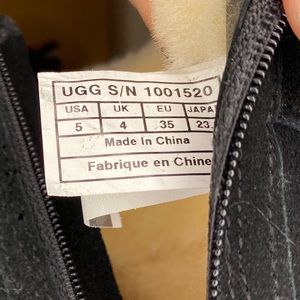 UGG S/N 1001520
USA UK EU JAPA
5 4 35 23
Made In China
Fabrique en Chine